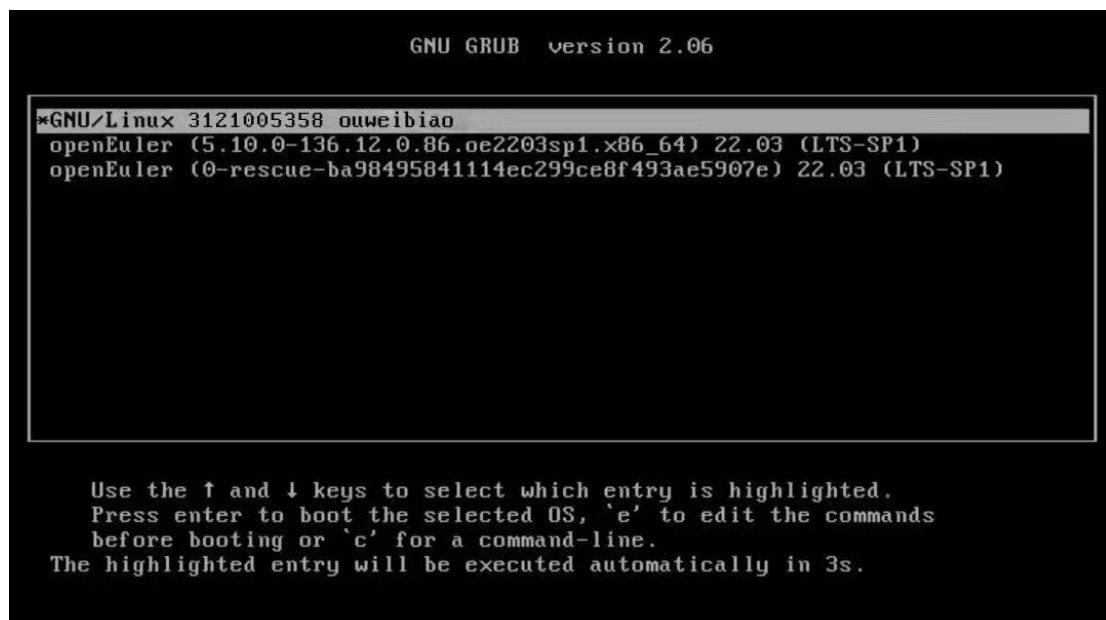 GNU GRUB version 2.06
*GNU/Linux 3121005358 ouweibiao
openEuler (5.10.0-136.12.0.86.oe2203sp1.x86_64) 22.03 (LTS-SP1)
openEuler (0-rescue-ba98495841114ec299ce8f493ae5907e) 22.03 (LTS-SP1)
Use the ↑ and ↓ keys to select which entry is highlighted.
Press enter to boot the selected OS, `e' to edit the commands
before booting or `c' for a command-line.
The highlighted entry will be executed automatically in 3s.